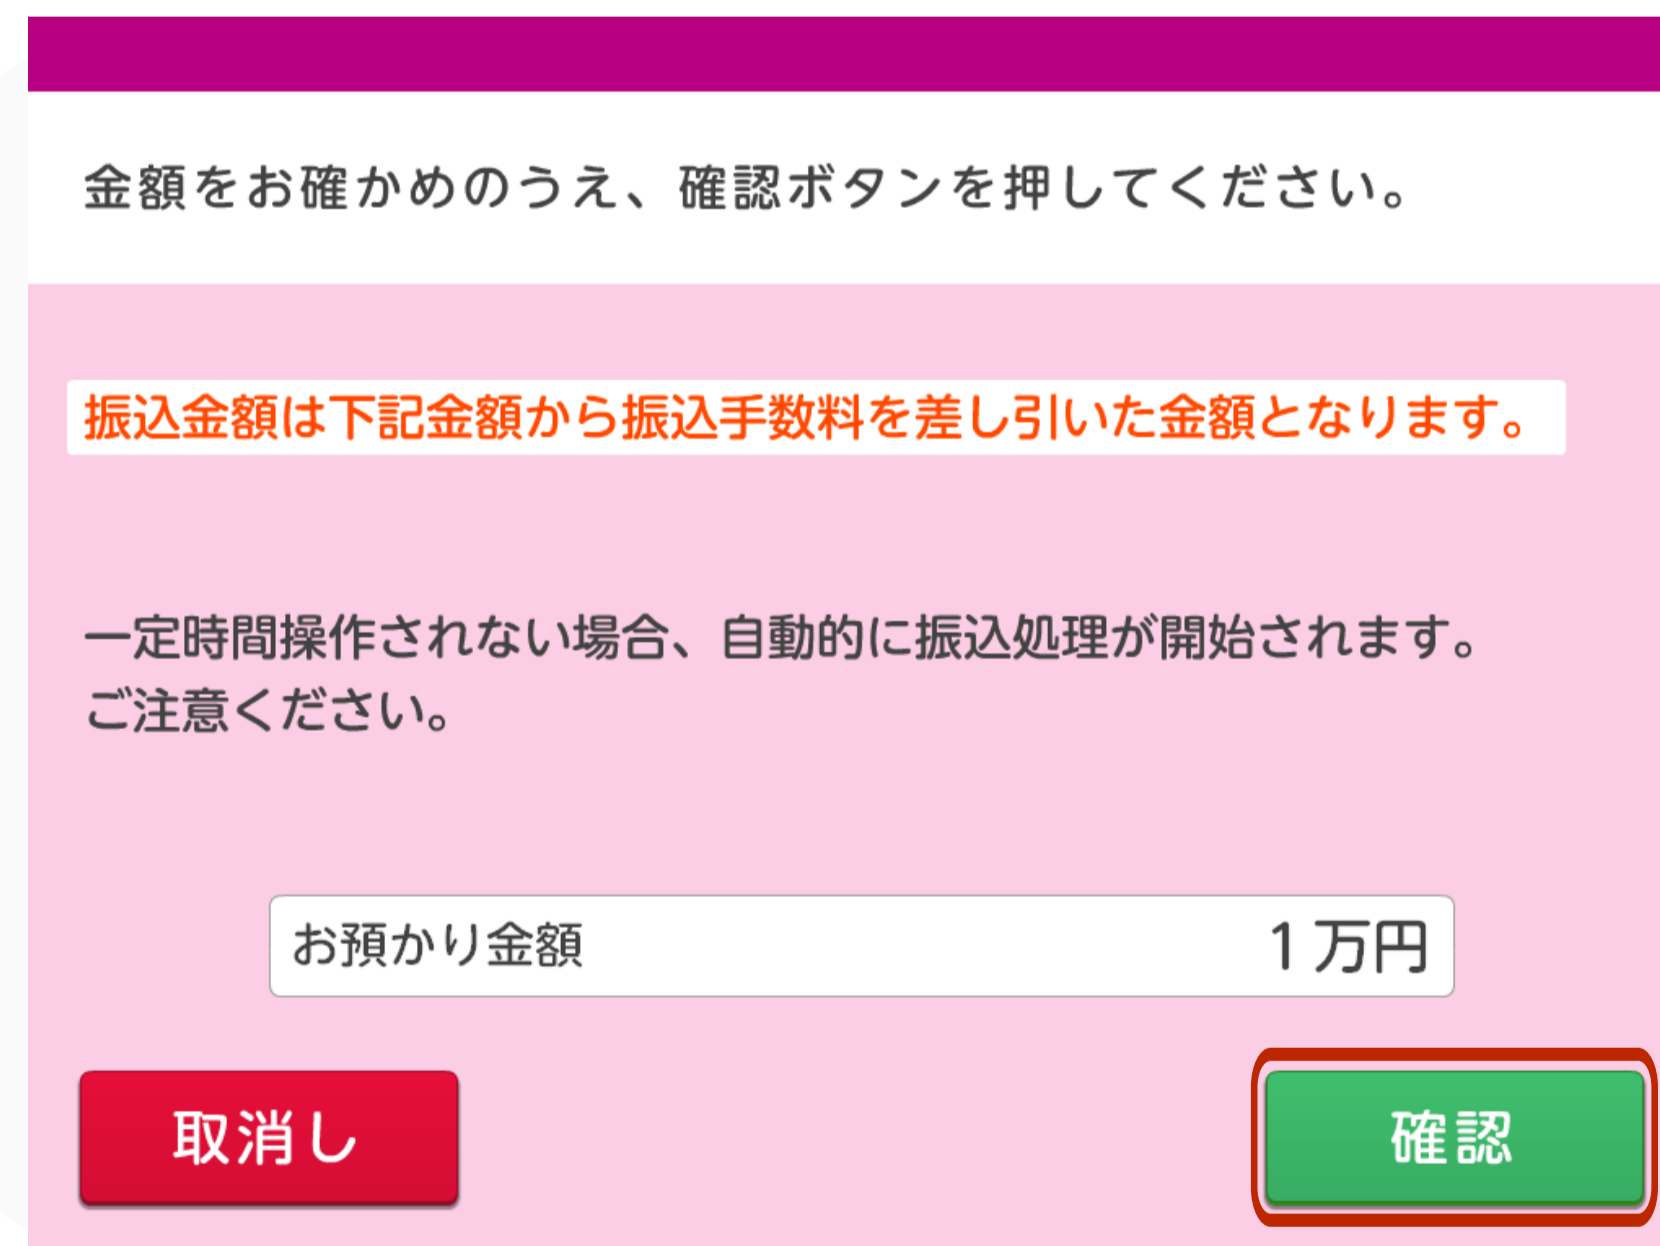 金額をお確かめのうえ、確認ボタンを押してください。
振込金額は下記金額から振込手数料を差し引いた金額となります。
一定時間操作されない場合、自動的に振込処理が開始されます。
ご注意ください。
お預かり金額 1万円
取消し 確認